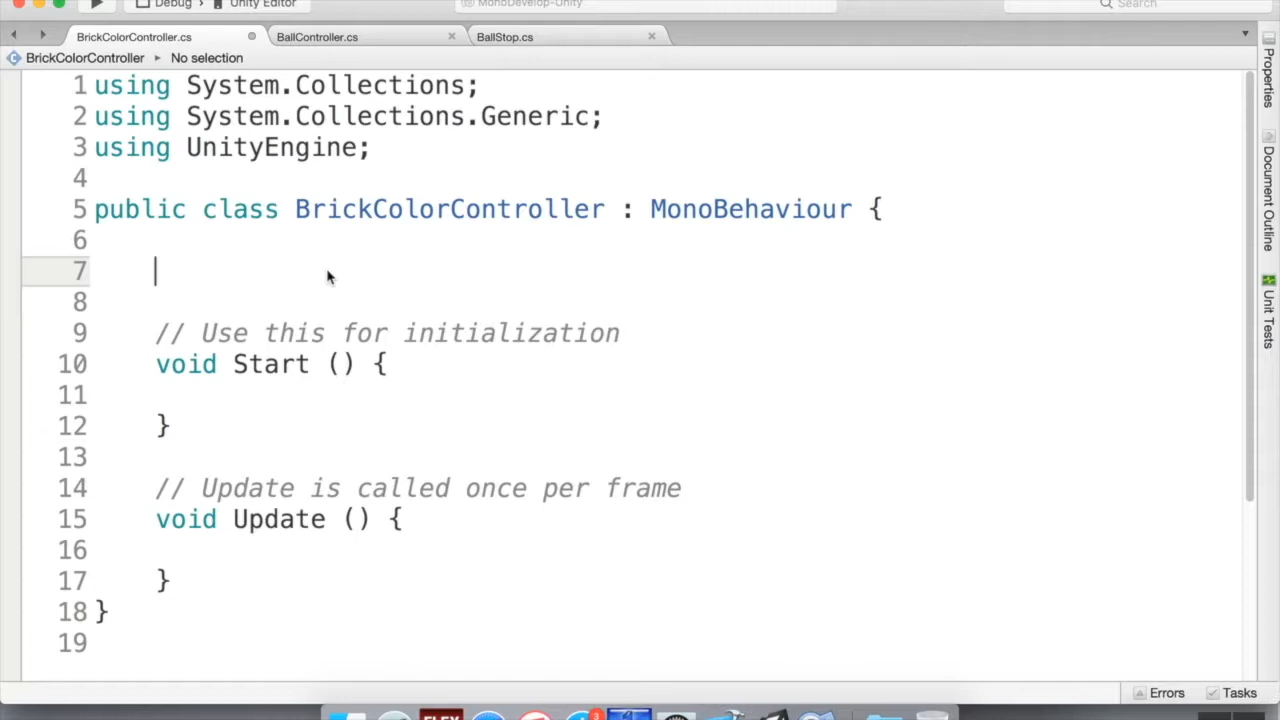 Debug › Unity Editor
MonoDevelop-Unity
Search
BrickColorController.cs
BallController.cs
BallStop.cs
BrickColorController ▸ No selection
1 using System.Collections;
2 using System.Collections.Generic;
3 using UnityEngine;
4
5 public class BrickColorController : MonoBehaviour {
6
7
8
9 // Use this for initialization
10 void Start () {
11
12 }
13
14 // Update is called once per frame
15 void Update () {
16
17 }
18 }
19
Properties
Document Outline
Unit Tests
Errors
Tasks
FLEX
3